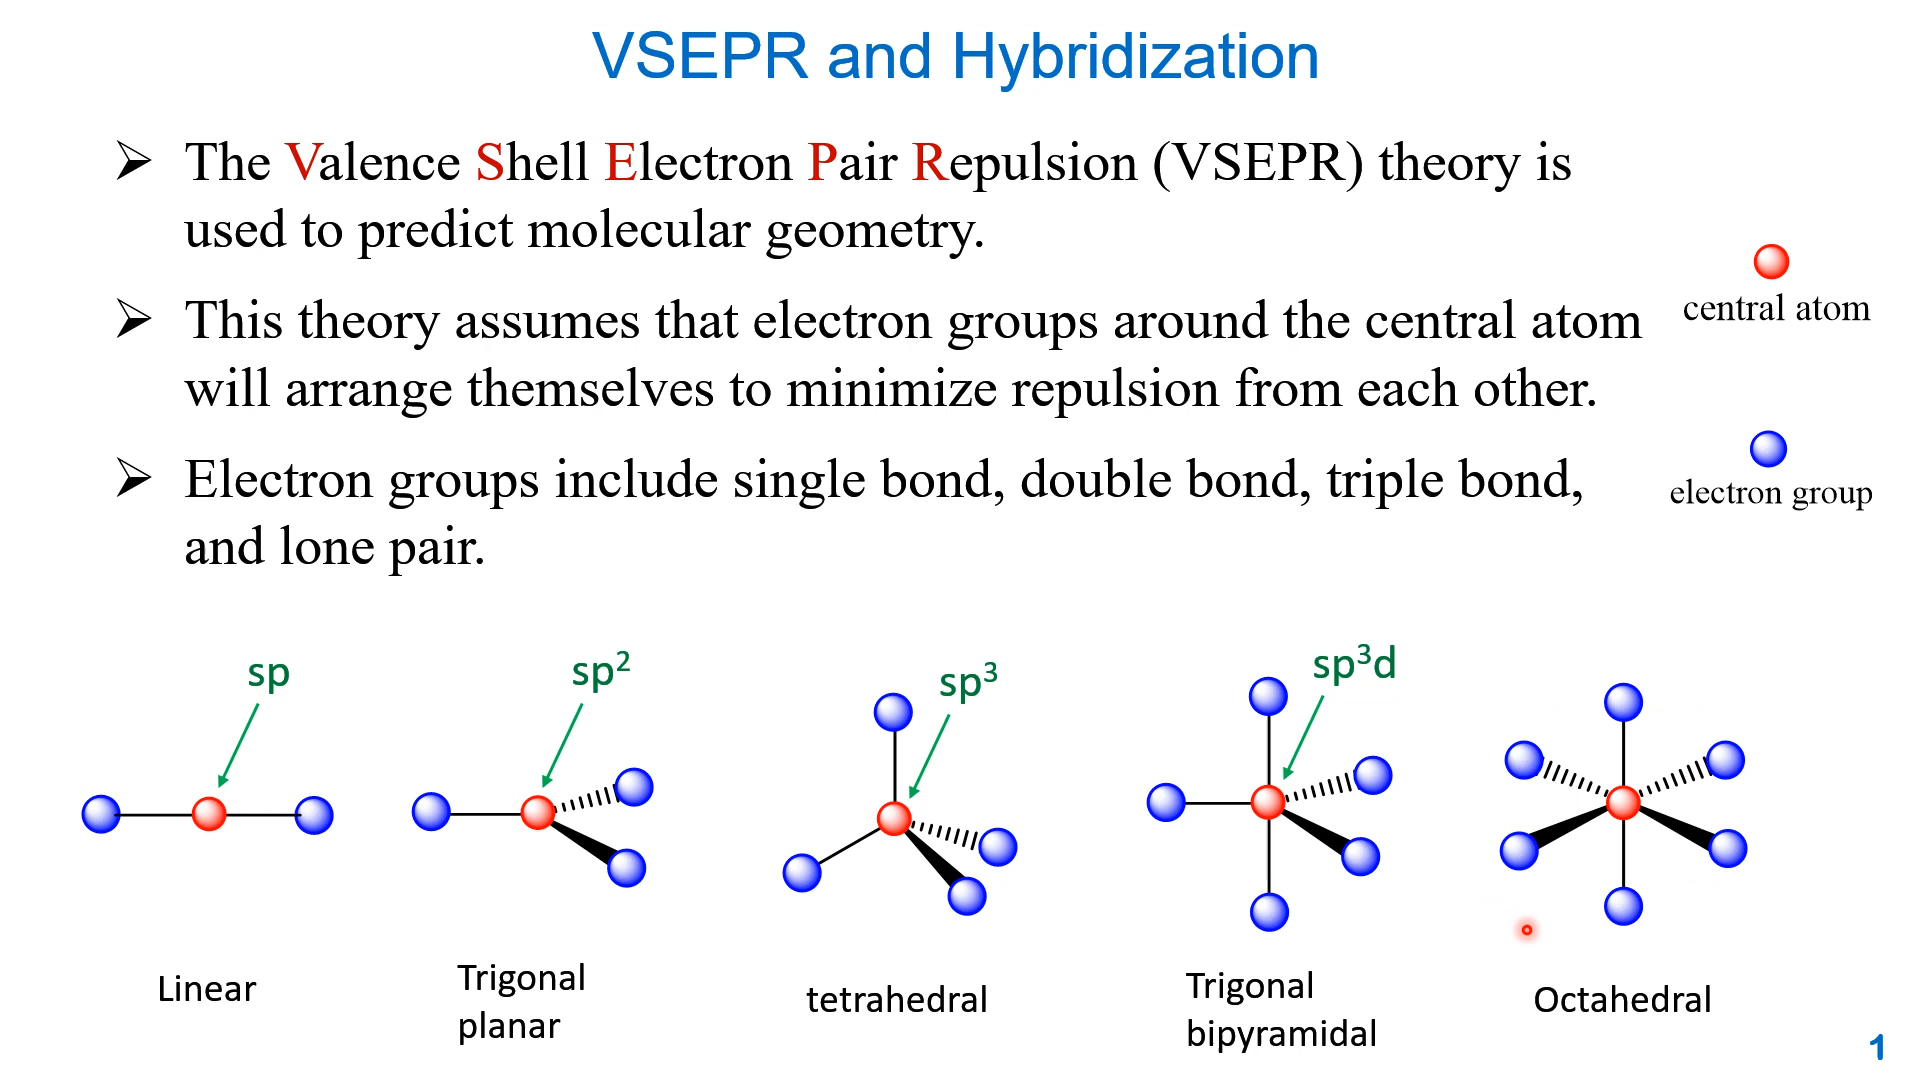 VSEPR and Hybridization
➢ The Valence Shell Electron Pair Repulsion (VSEPR) theory is
used to predict molecular geometry.
➢ This theory assumes that electron groups around the central atom
will arrange themselves to minimize repulsion from each other.
➢ Electron groups include single bond, double bond, triple bond,
and lone pair.
central atom
electron group
sp
sp²
sp³
sp³d
Linear
Trigonal
planar
tetrahedral
Trigonal
bipyramidal
Octahedral
1